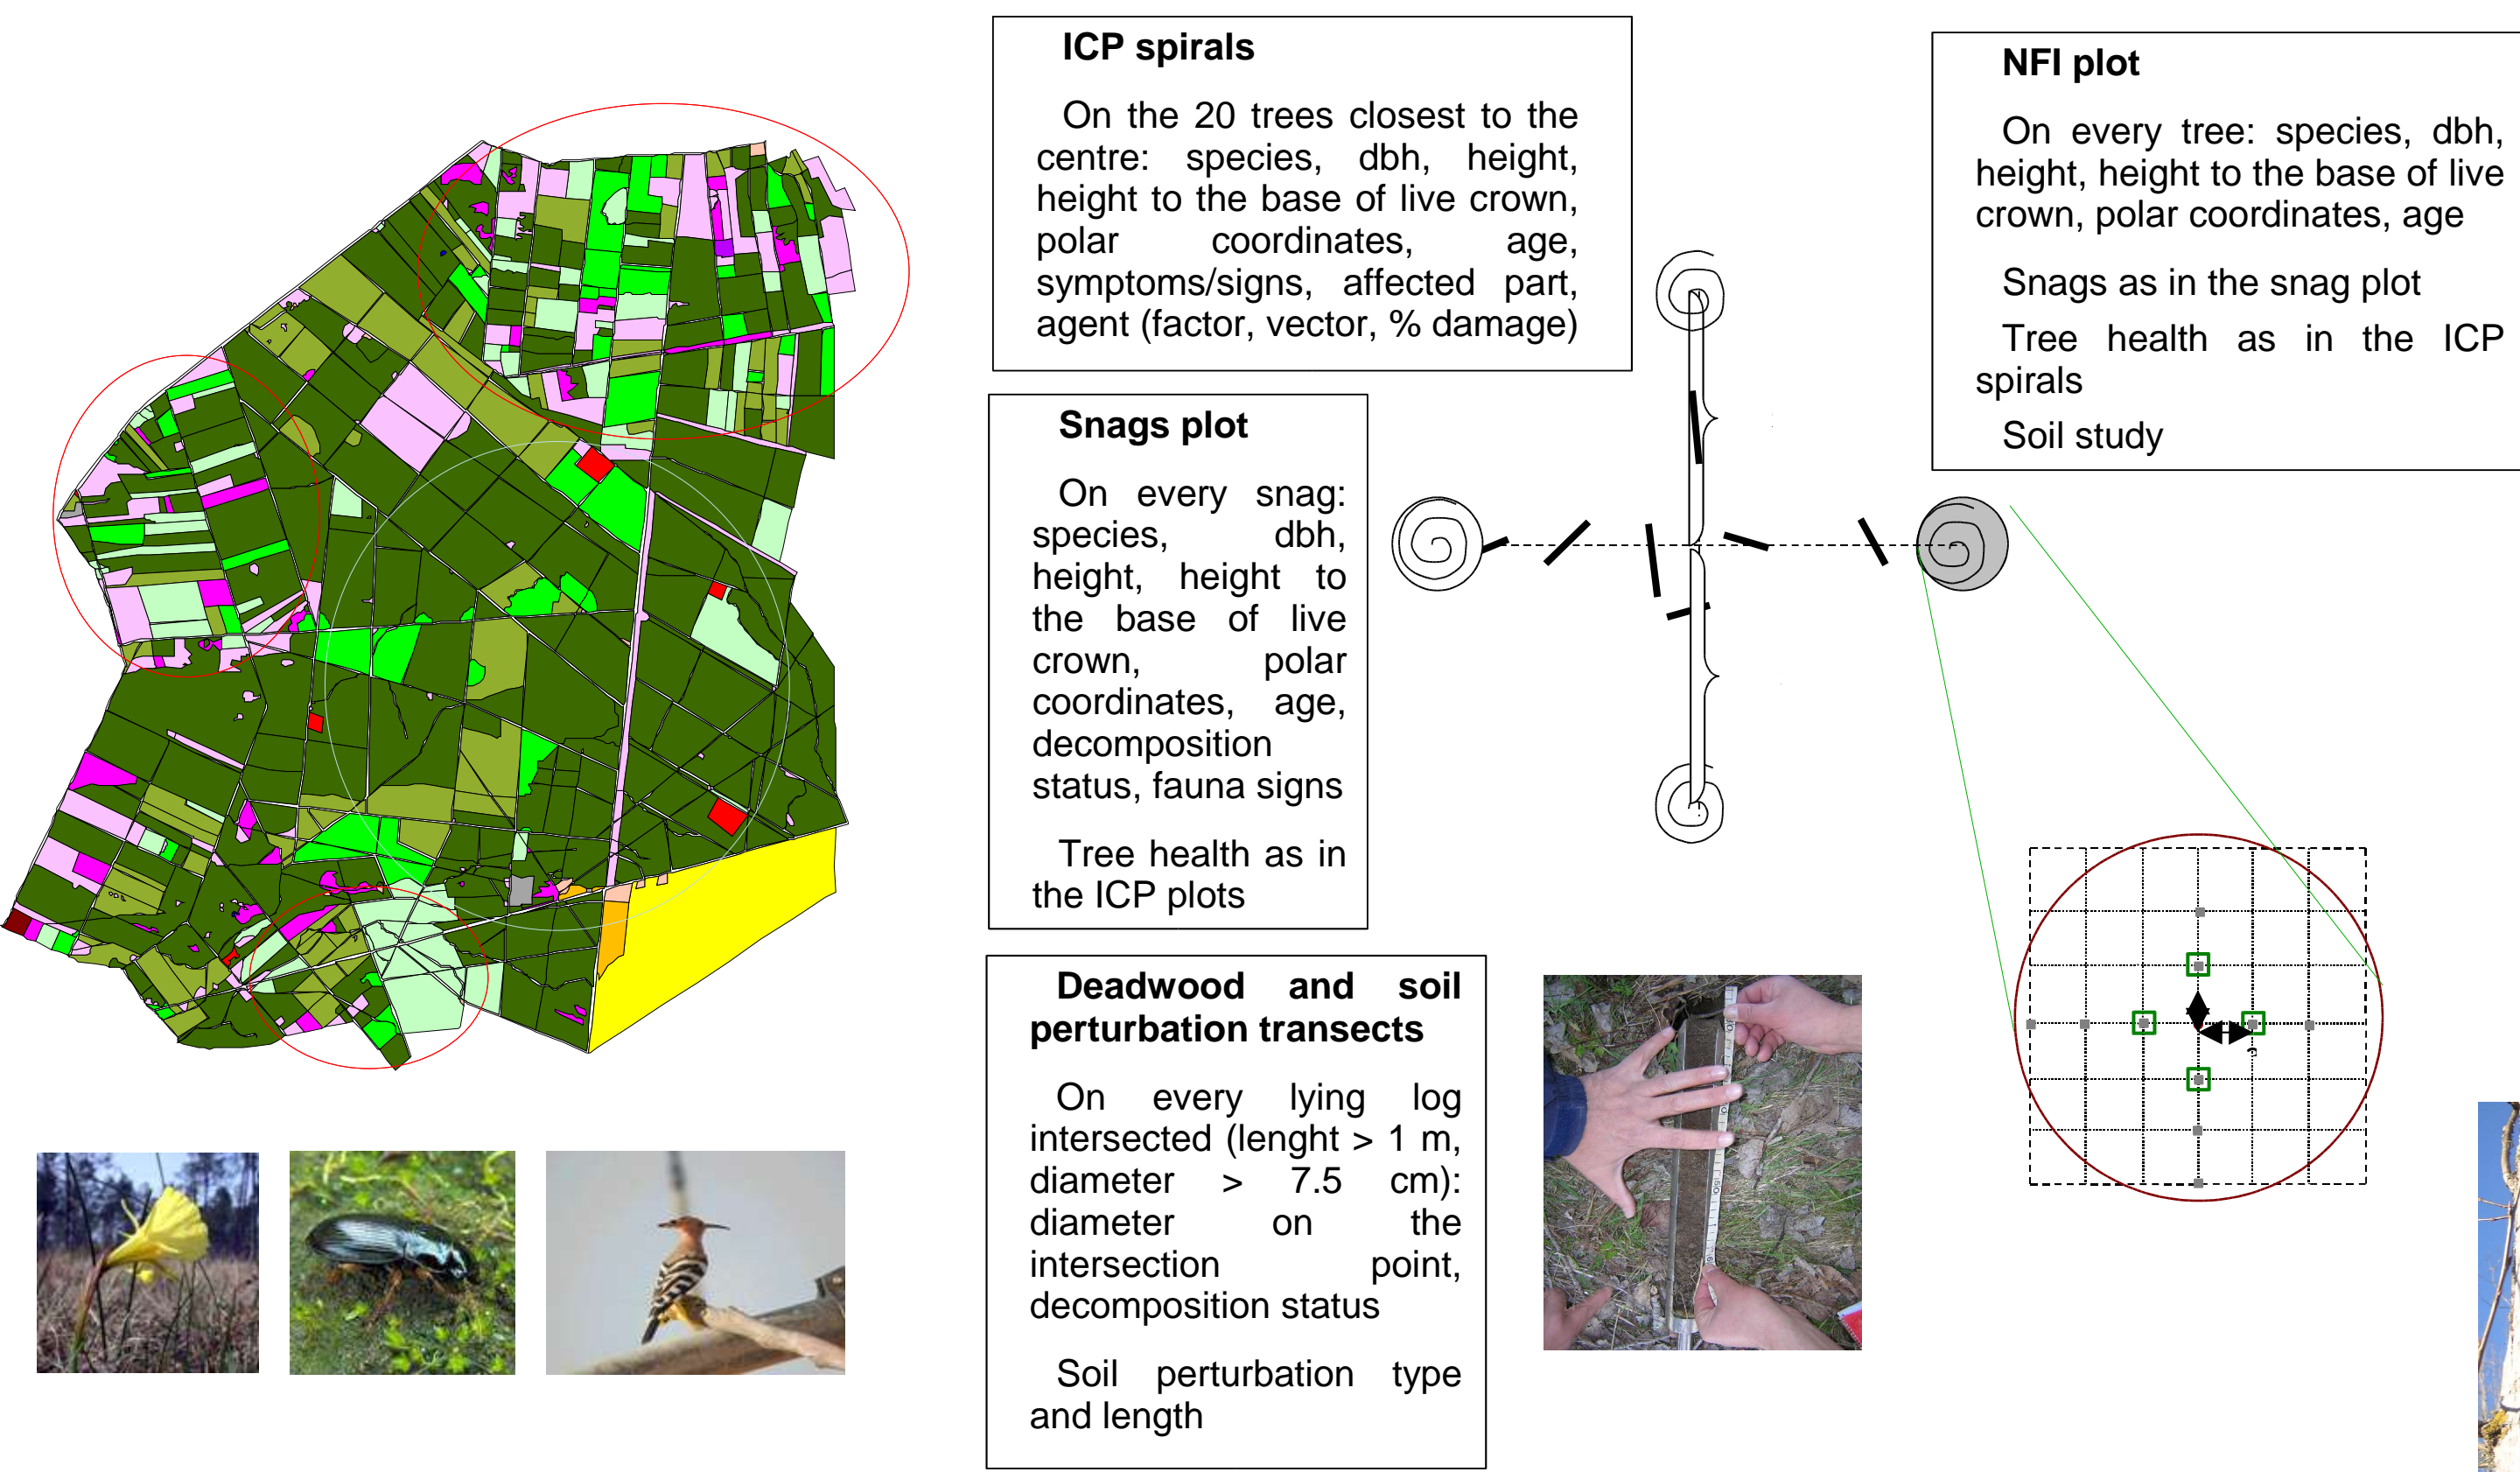 ICP spirals
On the 20 trees closest to the
centre: species, dbh, height,
height to the base of live crown,
polar coordinates, age,
symptoms/signs, affected part,
agent (factor, vector, % damage)
NFI plot
On every tree: species, dbh,
height, height to the base of live
crown, polar coordinates, age
Snags as in the snag plot
Tree health as in the ICP
spirals
Soil study
Snags plot
On every snag:
species, dbh,
height, height to
the base of live
crown, polar
coordinates, age,
decomposition
status, fauna signs
Tree health as in
the ICP plots
Deadwood and soil
perturbation transects
On every lying log
intersected (lenght > 1 m,
diameter > 7.5 cm):
diameter on the
intersection point,
decomposition status
Soil perturbation type
and length